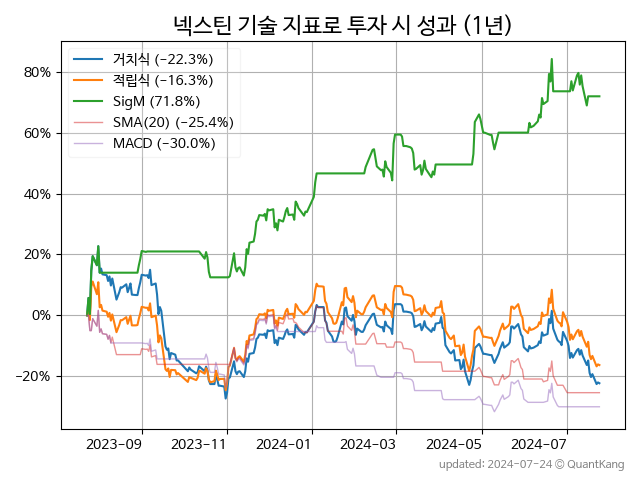 넥스틴 기술 지표로 투자 시 성과 (1년)
거치식 (−22.3%)
적립식 (−16.3%)
SigM (71.8%)
SMA(20) (−25.4%)
MACD (−30.0%)
80%
60%
40%
20%
0%
−20%
2023−09 2023−11 2024−01 2024−03 2024−05 2024−07
updated: 2024-07-24 © QuantKang